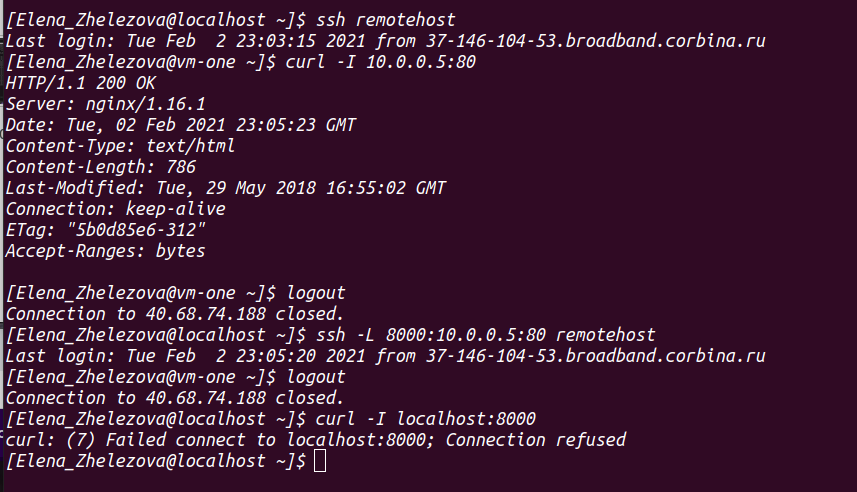 [Elena_Zhelezova@localhost ~]$ ssh remotehost
Last login: Tue Feb  2 23:03:15 2021 from 37-146-104-53.broadband.corbina.ru
[Elena_Zhelezova@vm-one ~]$ curl -I 10.0.0.5:80
HTTP/1.1 200 OK
Server: nginx/1.16.1
Date: Tue, 02 Feb 2021 23:05:23 GMT
Content-Type: text/html
Content-Length: 786
Last-Modified: Tue, 29 May 2018 16:55:02 GMT
Connection: keep-alive
ETag: "5b0d85e6-312"
Accept-Ranges: bytes

[Elena_Zhelezova@vm-one ~]$ logout
Connection to 40.68.74.188 closed.
[Elena_Zhelezova@localhost ~]$ ssh -L 8000:10.0.0.5:80 remotehost
Last login: Tue Feb  2 23:05:20 2021 from 37-146-104-53.broadband.corbina.ru
[Elena_Zhelezova@vm-one ~]$ logout
Connection to 40.68.74.188 closed.
[Elena_Zhelezova@localhost ~]$ curl -I localhost:8000
curl: (7) Failed connect to localhost:8000; Connection refused
[Elena_Zhelezova@localhost ~]$